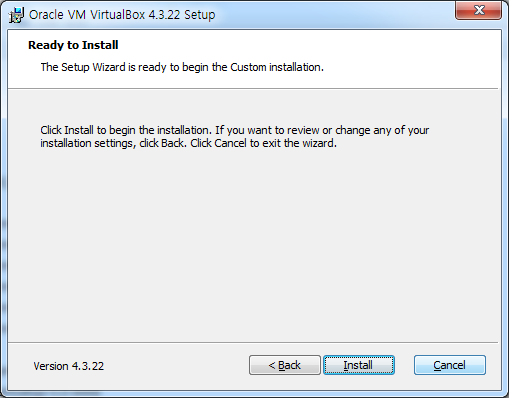 Oracle VM VirtualBox 4.3.22 Setup
Ready to Install
The Setup Wizard is ready to begin the Custom installation.
Click Install to begin the installation. If you want to review or change any of your
installation settings, click Back. Click Cancel to exit the wizard.
Version 4.3.22
< Back
Install
Cancel